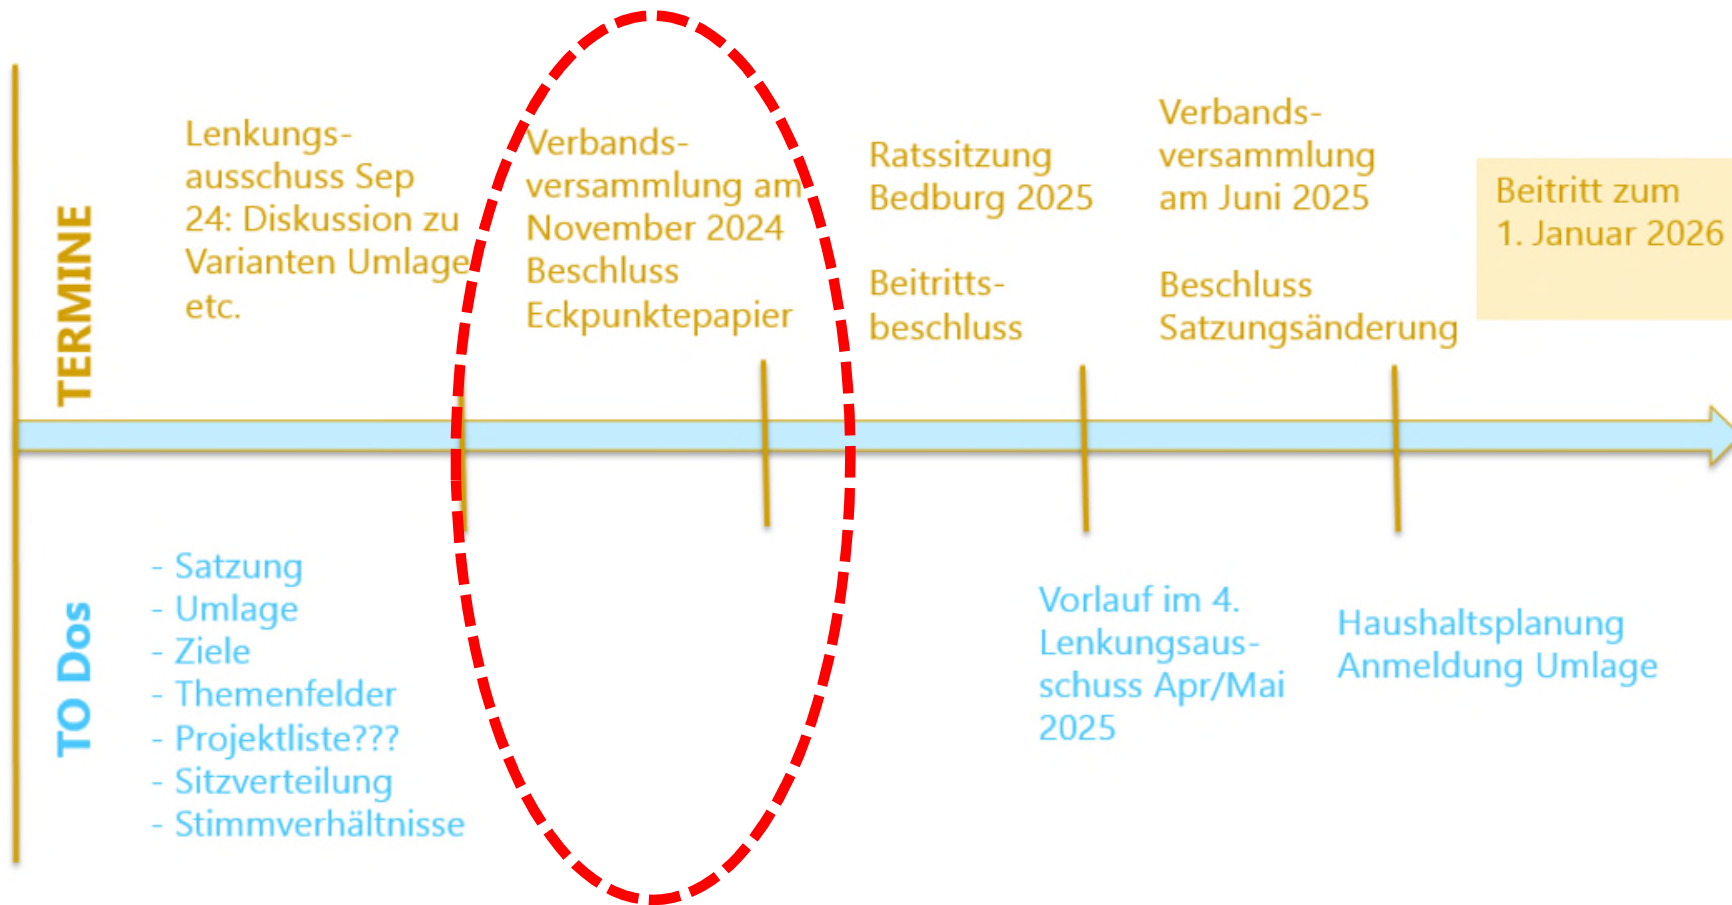 TERMINE
Lenkungs-
ausschuss Sep
24: Diskussion zu
Varianten Umlage
etc.
Verbands-
versammlung am
November 2024
Beschluss
Eckpunktepapier
Ratssitzung
Bedburg 2025
Beitritts-
beschluss
Verbands-
versammlung
am Juni 2025
Beschluss
Satzungsänderung
Beitritt zum
1. Januar 2026
TO Dos
- Satzung
- Umlage
- Ziele
- Themenfelder
- Projektliste???
- Sitzverteilung
- Stimmverhältnisse
Vorlauf im 4.
Lenkungsaus-
schuss Apr/Mai
2025
Haushaltsplanung
Anmeldung Umlage